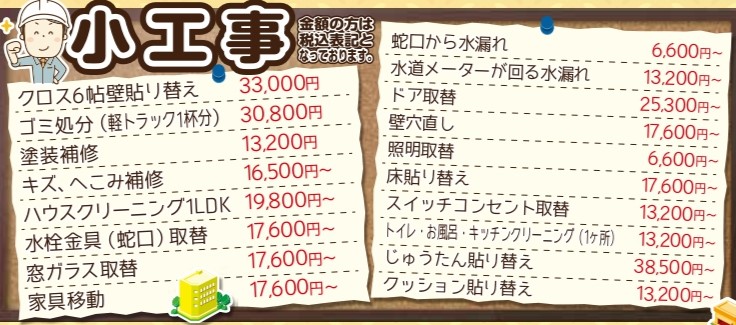 小工事
金額の方は
税込表記と
なっております。
クロス6帖壁貼り替え 33,000円
ゴミ処分（軽トラック1杯分） 30,800円
塗装補修 13,200円
キズ、へこみ補修 16,500円~
ハウスクリーニング1LDK 19,800円~
水栓金具（蛇口）取替 17,600円~
窓ガラス取替 17,600円~
家具移動 17,600円~
蛇口から水漏れ 6,600円~
水道メーターが回る水漏れ 13,200円~
ドア取替 25,300円~
壁穴直し 17,600円~
照明取替 6,600円~
床貼り替え 17,600円~
スイッチコンセント取替 13,200円~
トイレ・お風呂・キッチンクリーニング（1ヶ所） 13,200円~
じゅうたん貼り替え 38,500円~
クッション貼り替え 13,200円~